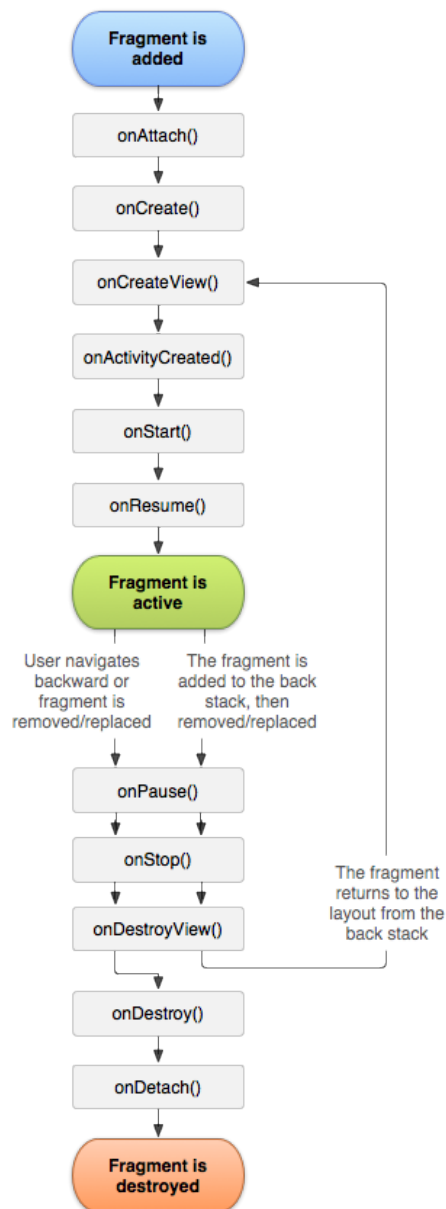 Fragment is
added
onAttach()
onCreate()
onCreateView()
onActivityCreated()
onStart()
onResume()
Fragment is
active
User navigates
backward or
fragment is
removed/replaced
The fragment is
added to the back
stack, then
removed/replaced
onPause()
onStop()
onDestroyView()
The fragment
returns to the
layout from the
back stack
onDestroy()
onDetach()
Fragment is
destroyed